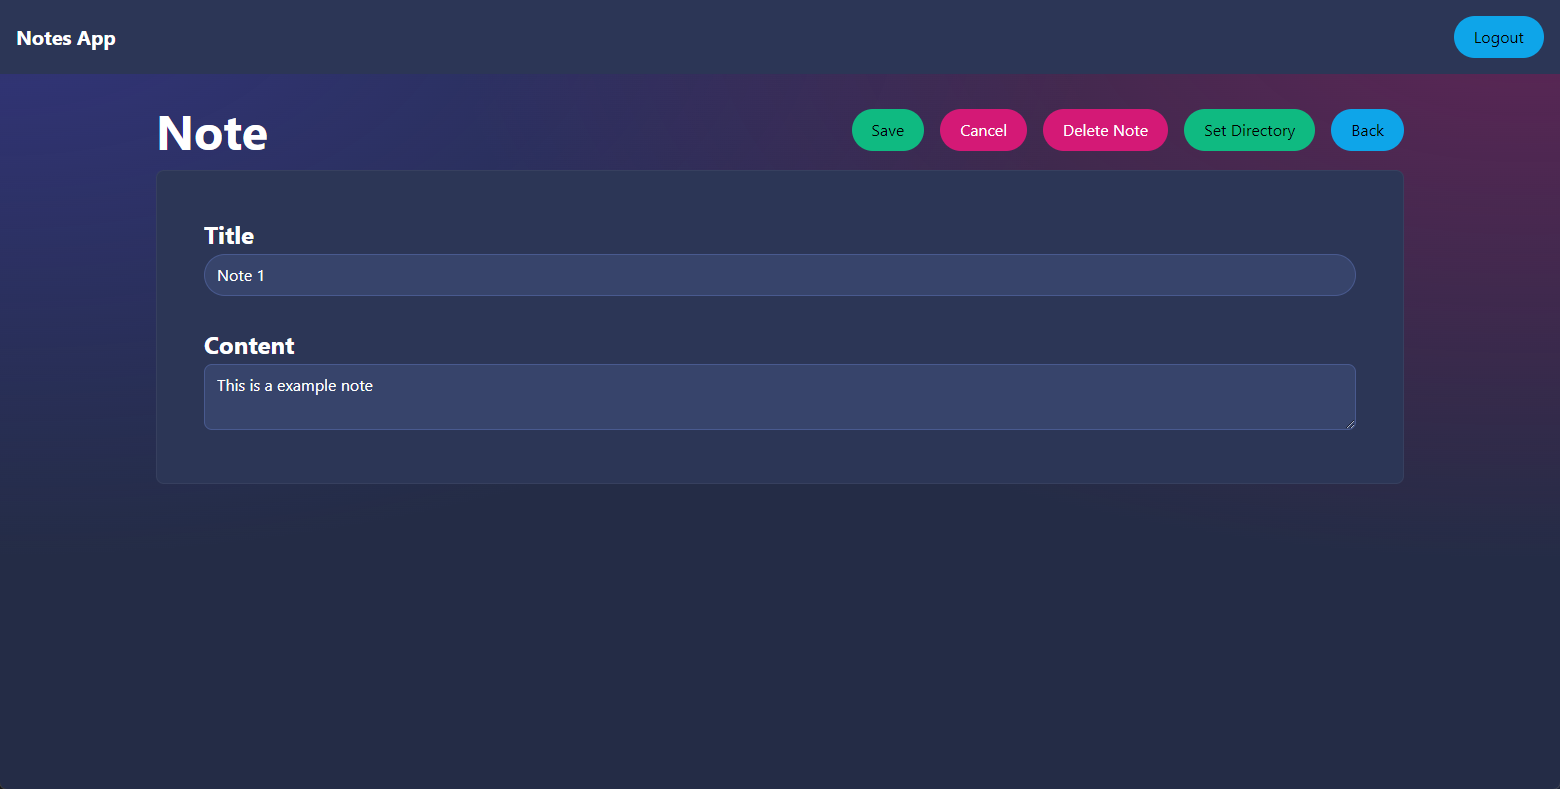 Notes App
Logout
Note
Save
Cancel
Delete Note
Set Directory
Back
Title
Note 1
Content
This is a example note